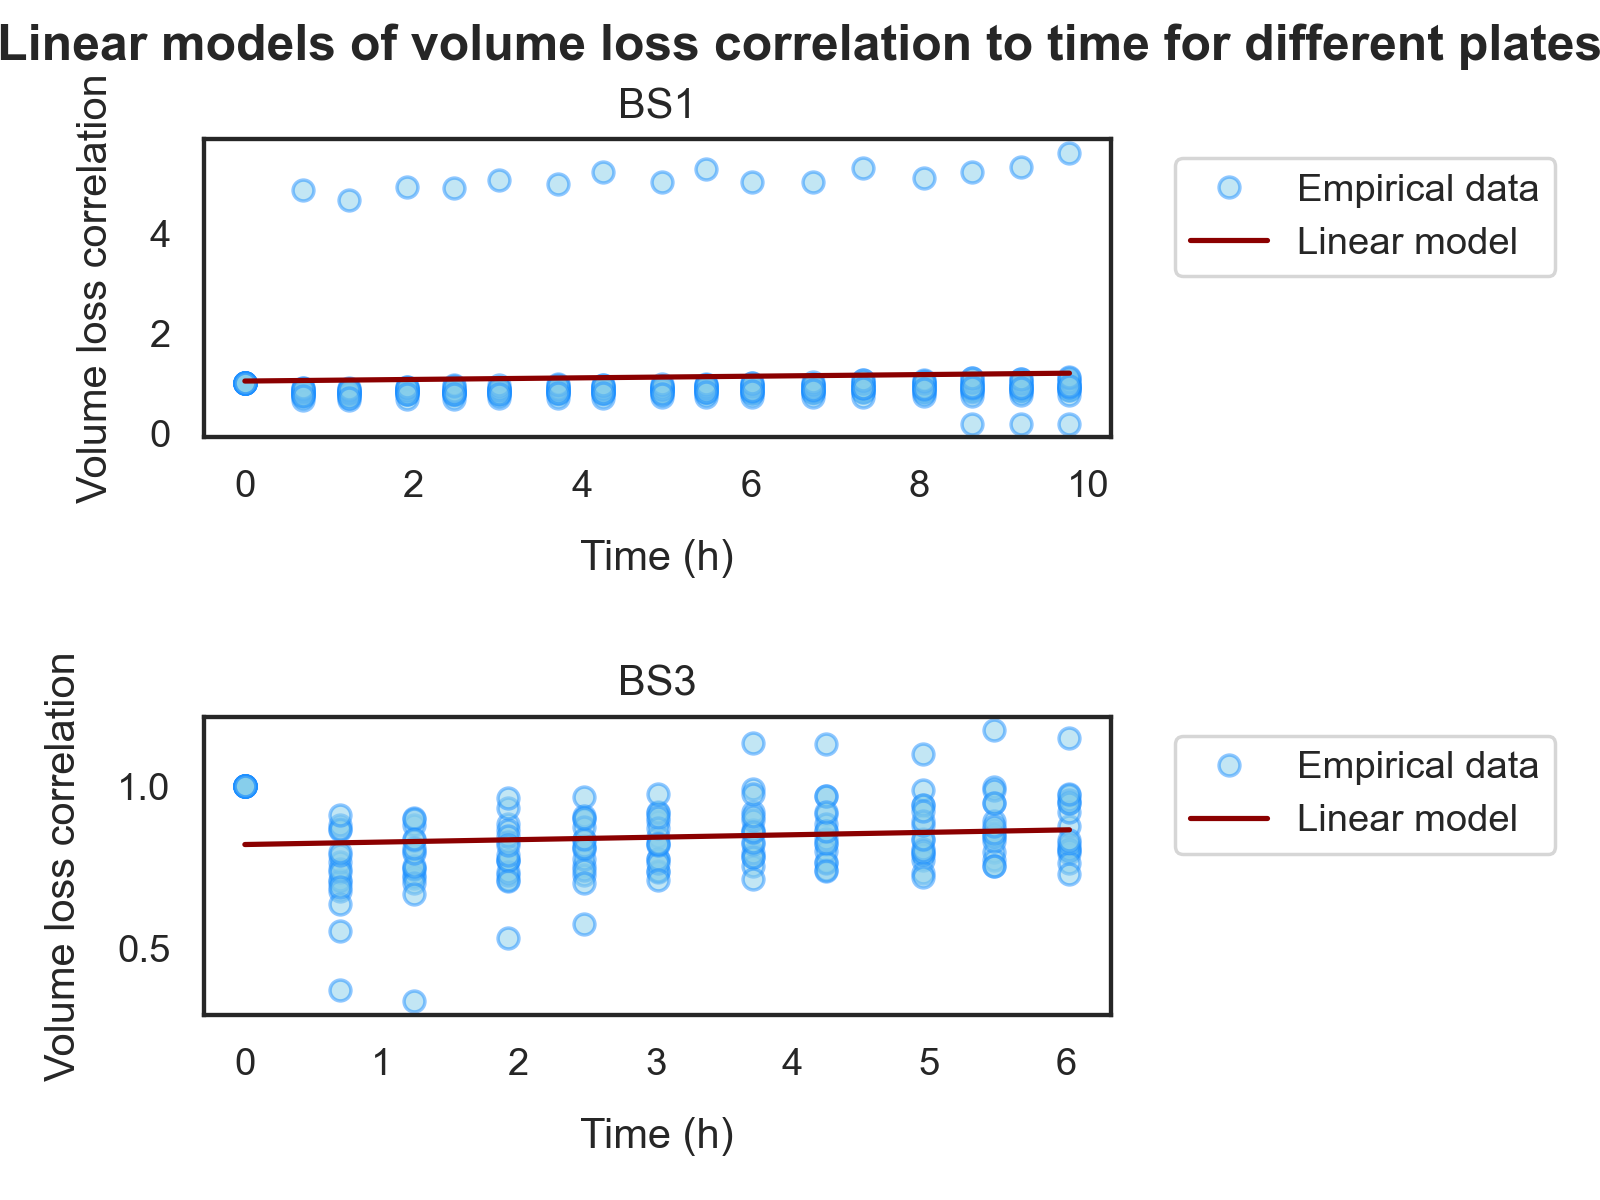 Linear models of volume loss correlation to time for different plates
BS1
Volume loss correlation
4
2
0
0 2 4 6 8 10
Time (h)
Empirical data
Linear model
BS3
Volume loss correlation
1.0
0.5
0 1 2 3 4 5 6
Time (h)
Empirical data
Linear model